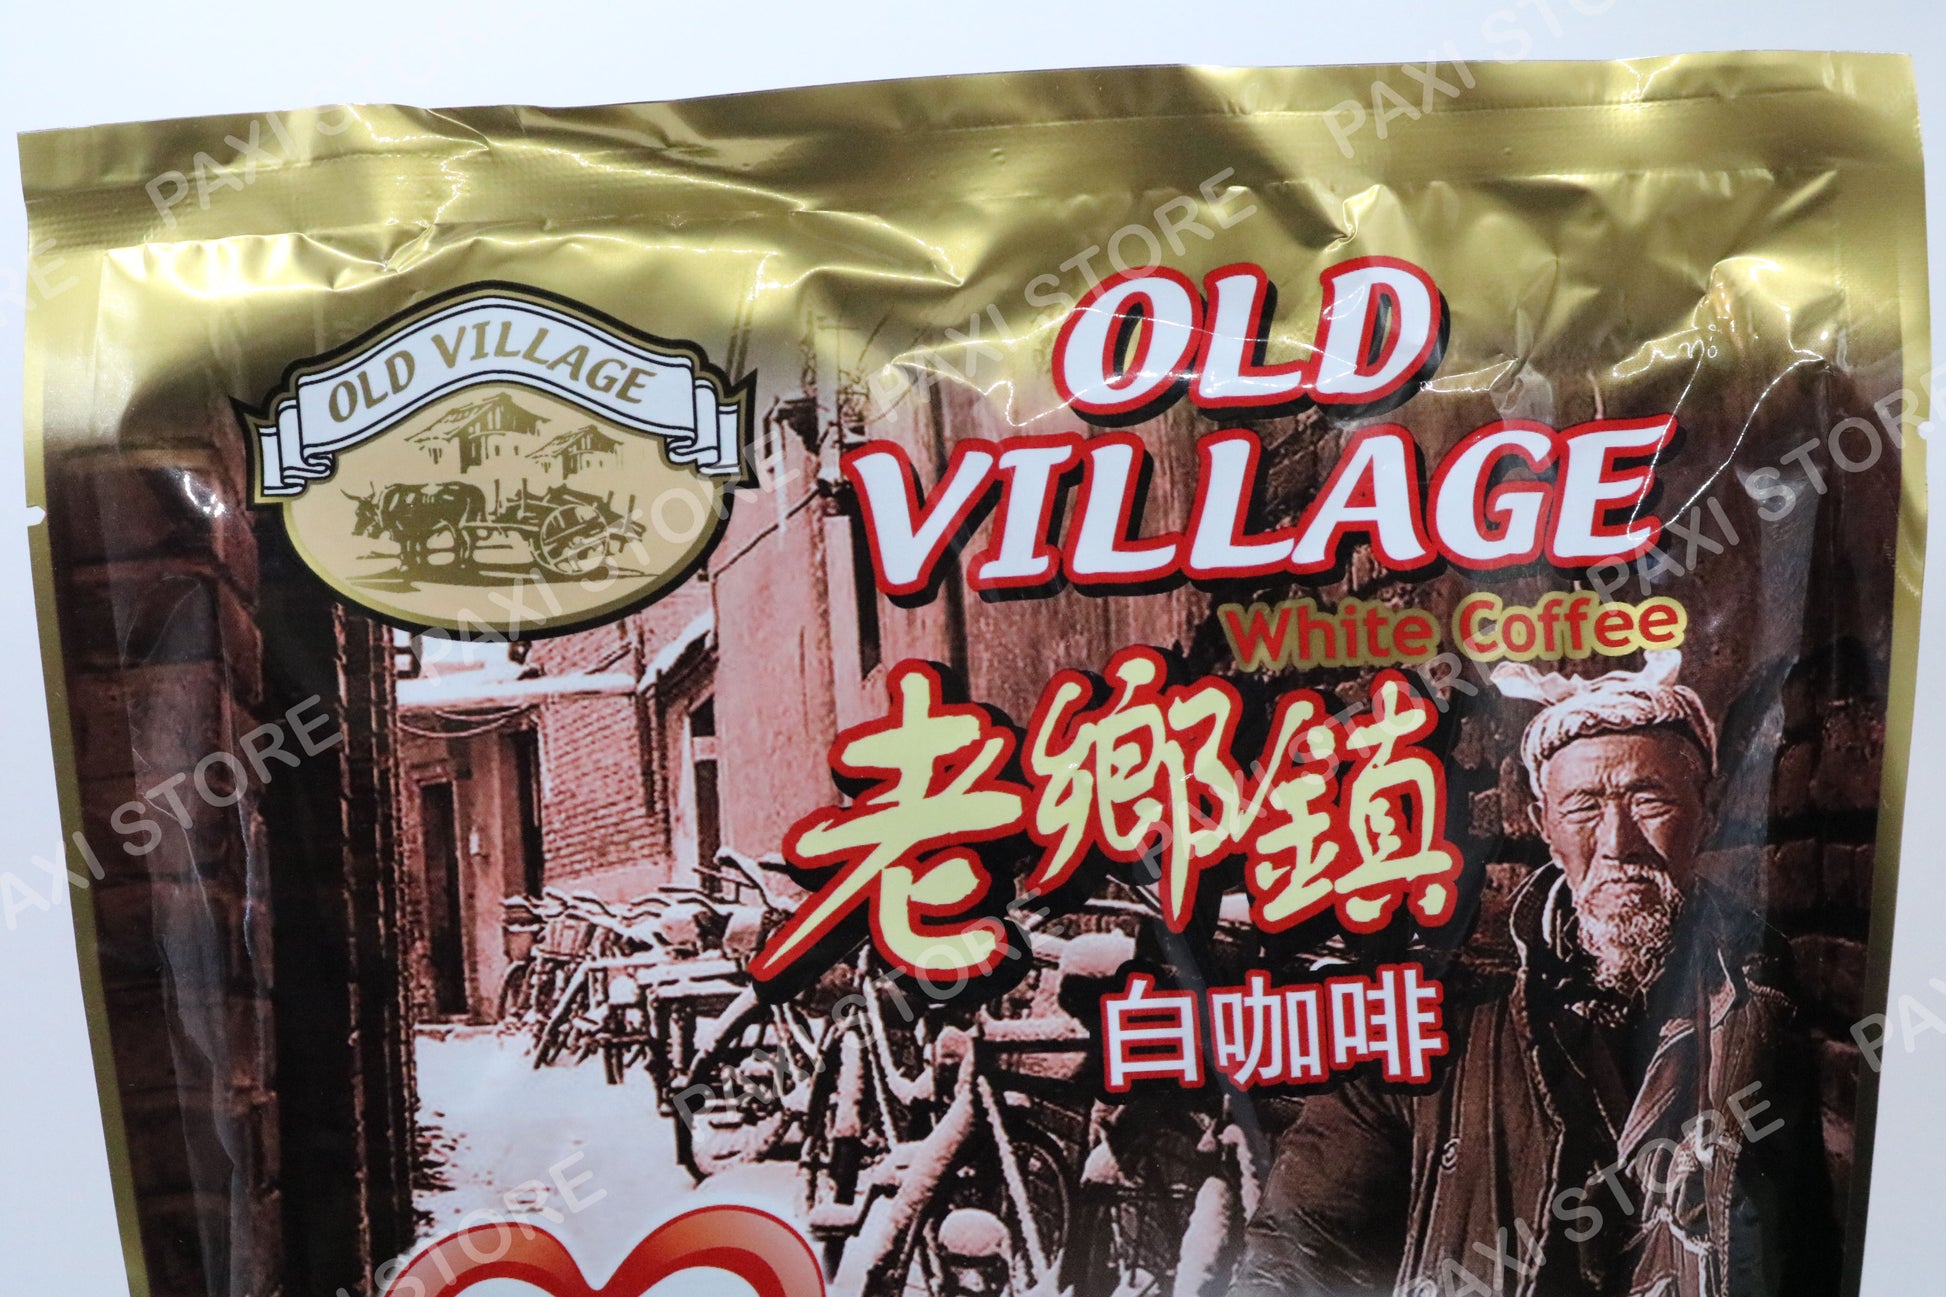 OLD VILLAGE
OLD
VILLAGE
White Coffee
老鄉鎮
白咖啡
PAXI STORE